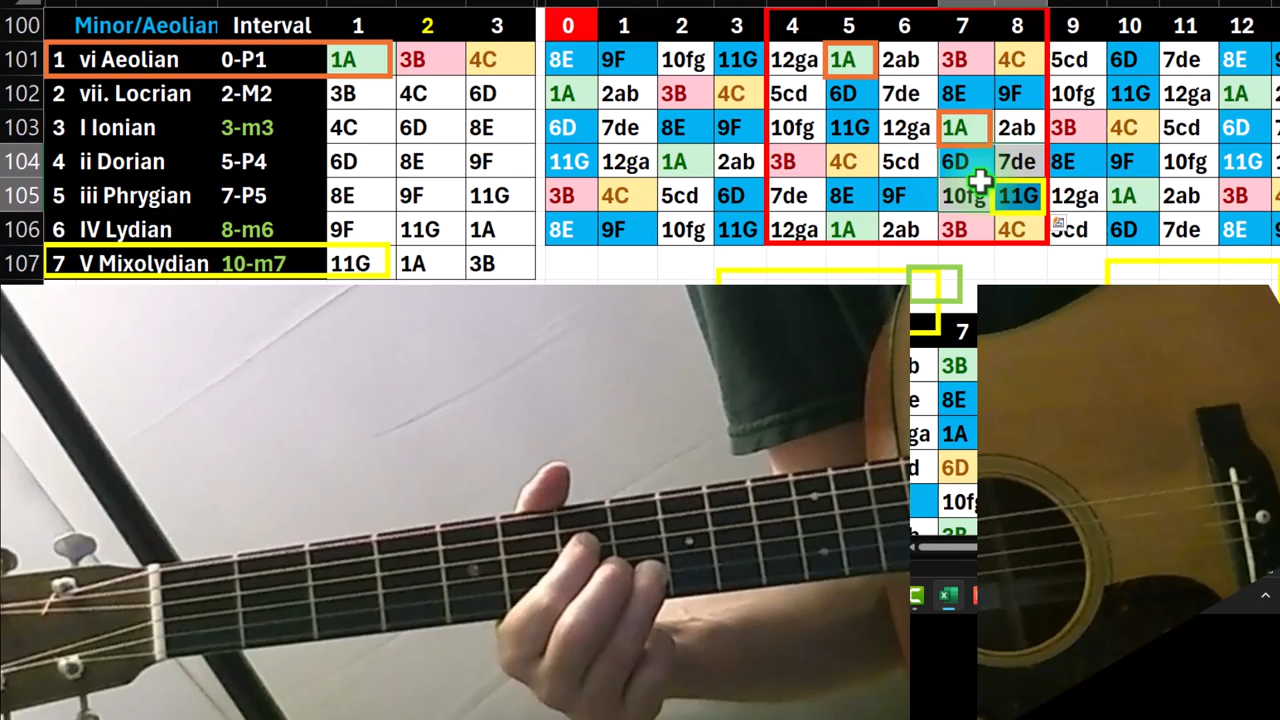 100 Minor/Aeolian Interval 1 2 3 0 1 2 3 4 5 6 7 8 9 10 11 12
101 1 vi Aeolian 0-P1 1A 3B 4C 8E 9F 10fg 11G 12ga 1A 2ab 3B 4C 5cd 6D 7de 8E
102 2 vii. Locrian 2-M2 3B 4C 6D 1A 2ab 3B 4C 5cd 6D 7de 8E 9F 10fg 11G 12ga 1A
103 3 I Ionian 3-m3 4C 6D 8E 6D 7de 8E 9F 10fg 11G 12ga 1A 2ab 3B 4C 5cd 6D
104 4 ii Dorian 5-P4 6D 8E 9F 11G 12ga 1A 2ab 3B 4C 5cd 6D 7de 8E 9F 10fg 11G
105 5 iii Phrygian 7-P5 8E 9F 11G 3B 4C 5cd 6D 7de 8E 9F 10fg 11G 12ga 1A 2ab 3B
106 6 IV Lydian 8-m6 9F 11G 1A 8E 9F 10fg 11G 12ga 1A 2ab 3B 4C 5cd 6D 7de 8E
107 7 V Mixolydian 10-m7 11G 1A 3B
7
b 3B
e 8E
ga 1A
d 6D
10fg
3B